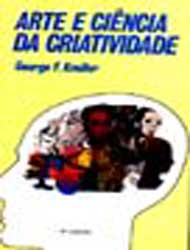 ARTE E CIÊNCIA
DA CRIATIVIDADE
George F. Kneller